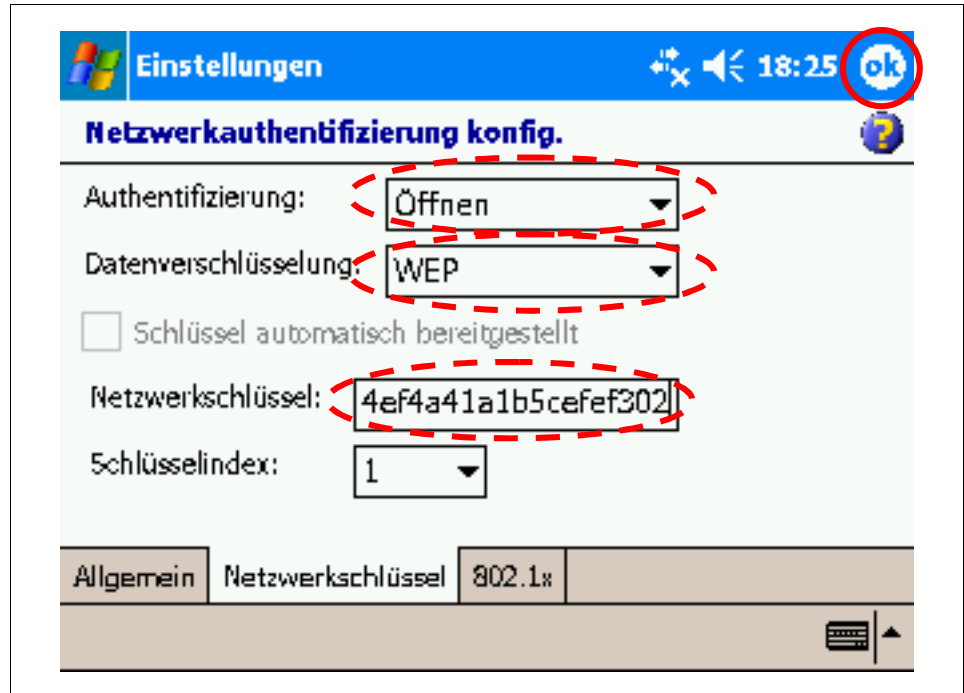 Einstellungen 18:25 ok
Netzwerkauthentifizierung konfig.
Authentifizierung: Öffnen
Datenverschlüsselung: WEP
Schlüssel automatisch bereitgestellt
Netzwerkschlüssel: 4ef4a41a1b5cefef302
Schlüsselindex: 1
Allgemein Netzwerkschlüssel 802.1x